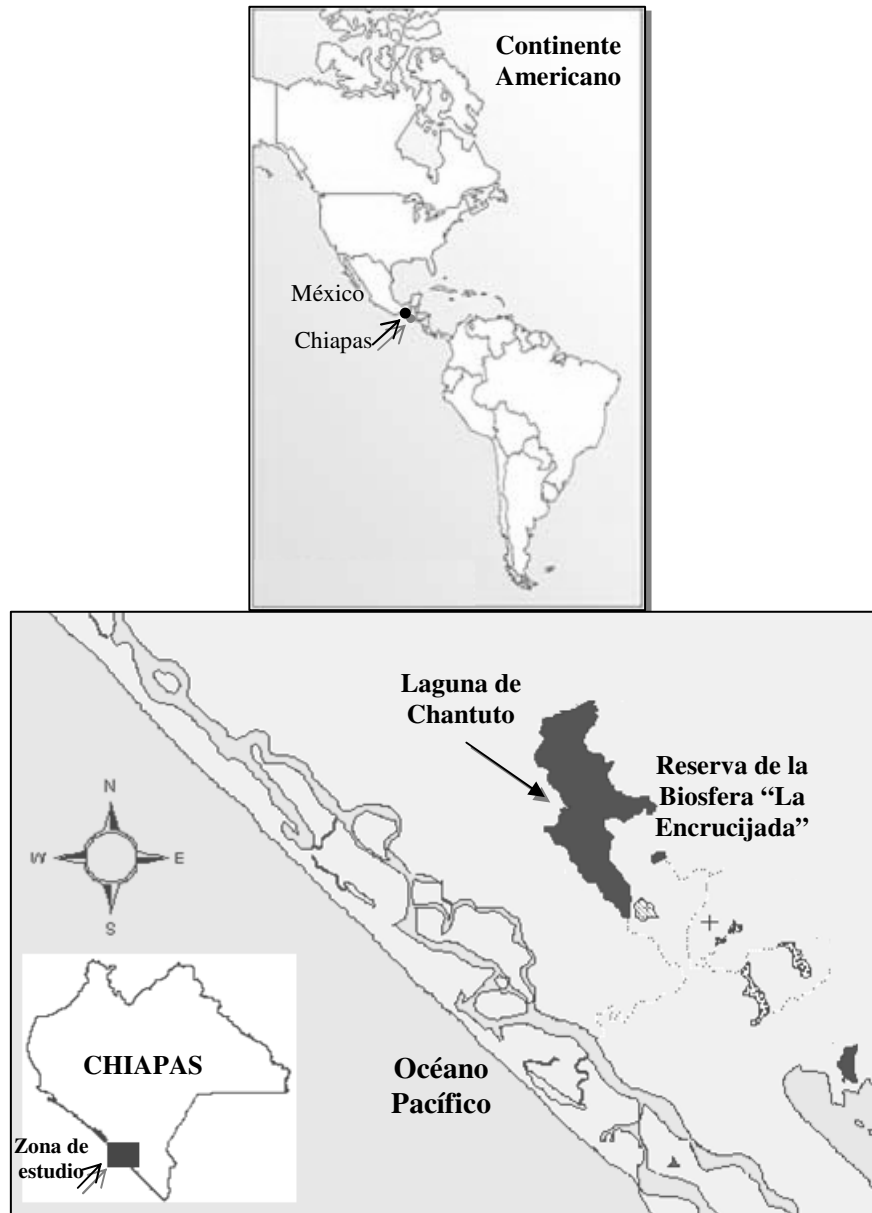 Continente
Americano
México
Chiapas
Laguna de
Chantuto
Reserva de la
Biosfera “La
Encrucijada”
N
W
E
S
CHIAPAS
Zona de
estudio
Océano
Pacífico